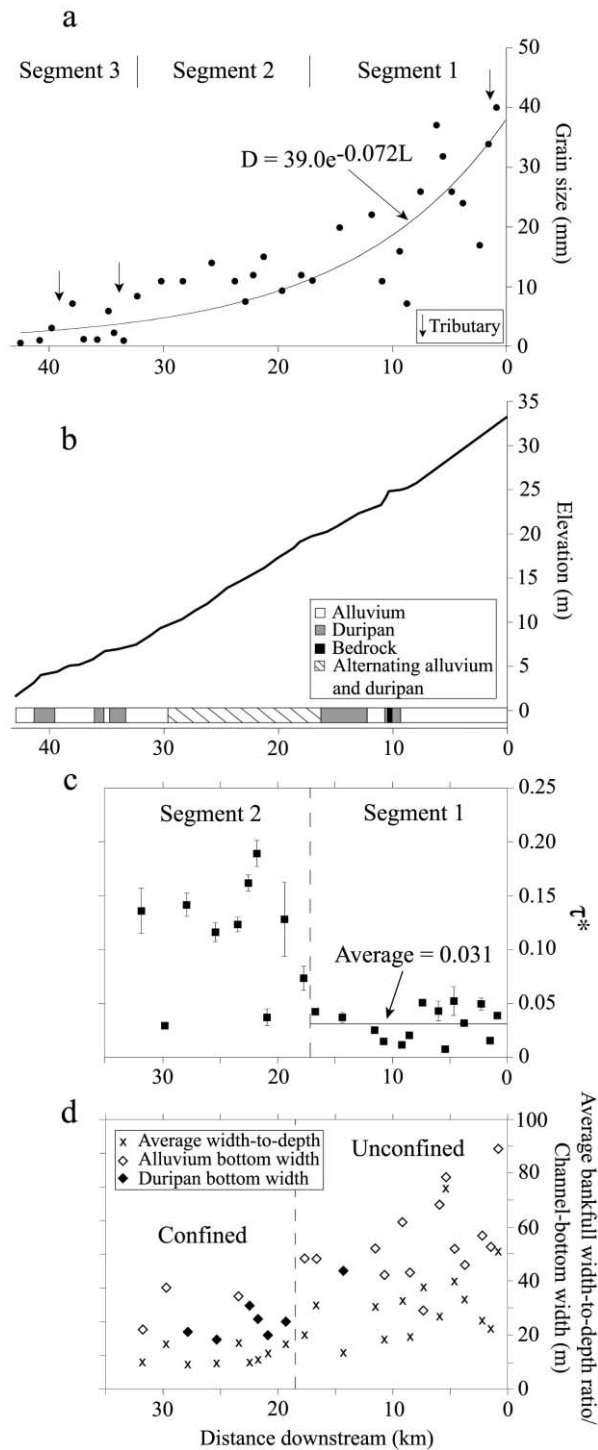 a
Segment 3 | Segment 2 | Segment 1
D = 39.0e-0.072L
Tributary
50
40
30
20
10
0
Grain size (mm)
40 30 20 10 0
b
35
30
25
20
15
10
5
0
Elevation (m)
Alluvium
Duripan
Bedrock
Alternating alluvium
and duripan
40 30 20 10 0
c
Segment 2 Segment 1
Average = 0.031
0.25
0.20
0.15
0.10
0.05
0
τ*
30 20 10 0
d
Average width-to-depth
Alluvium bottom width
Duripan bottom width
Unconfined
Confined
100
80
60
40
20
0
Average bankfull width-to-depth ratio/
Channel-bottom width (m)
30 20 10 0
Distance downstream (km)